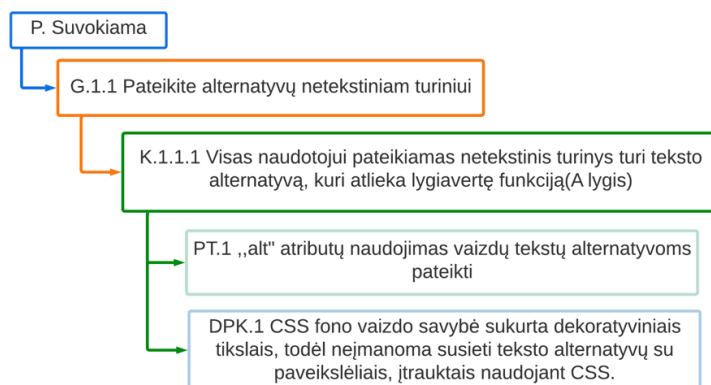 P. Suvokiama
G.1.1 Pateikite alternatyvų netekstiniam turiniui
K.1.1.1 Visas naudotojui pateikiamas netekstinis turinys turi teksto
alternatyvą, kuri atlieka lygiavertę funkciją(A lygis)
PT.1 ,,alt" atributų naudojimas vaizdų tekstų alternatyvoms
pateikti
DPK.1 CSS fono vaizdo savybė sukurta dekoratyviniais
tikslais, todėl neįmanoma susieti teksto alternatyvų su
paveikslėliais, įtrauktais naudojant CSS.